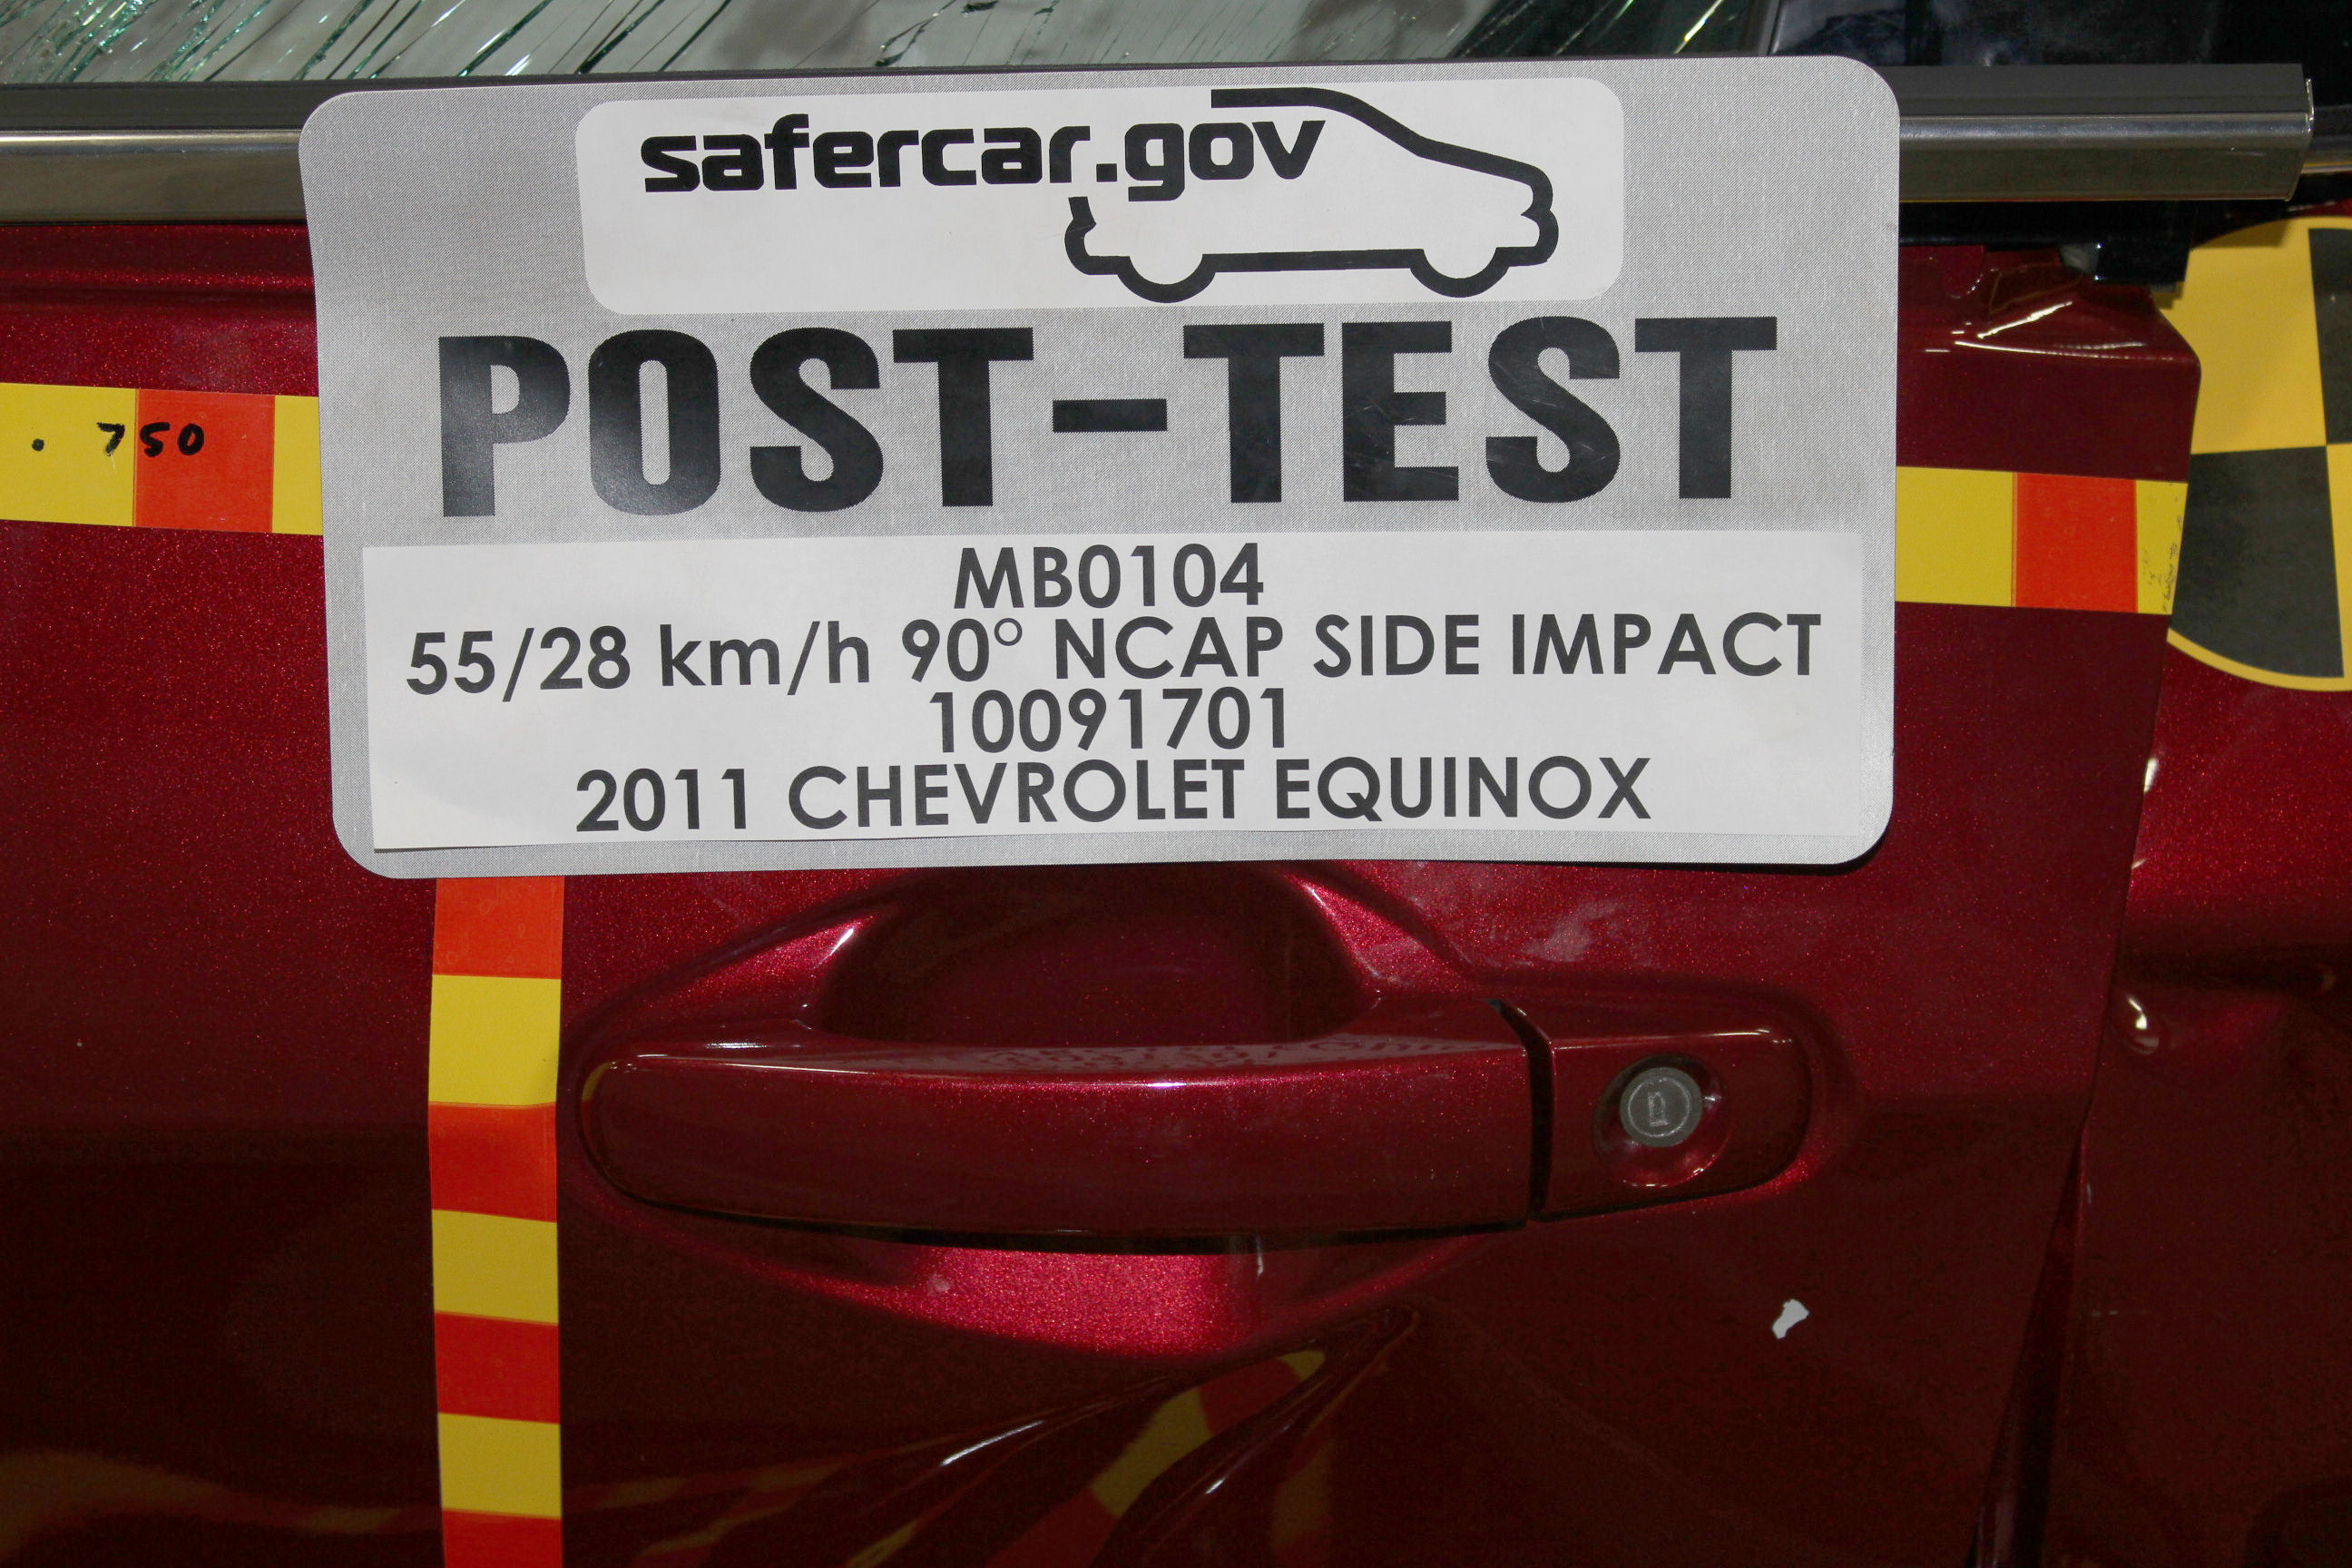 safercar.gov
POST-TEST
. 750
MB0104
55/28 km/h 90° NCAP SIDE IMPACT
10091701
2011 CHEVROLET EQUINOX